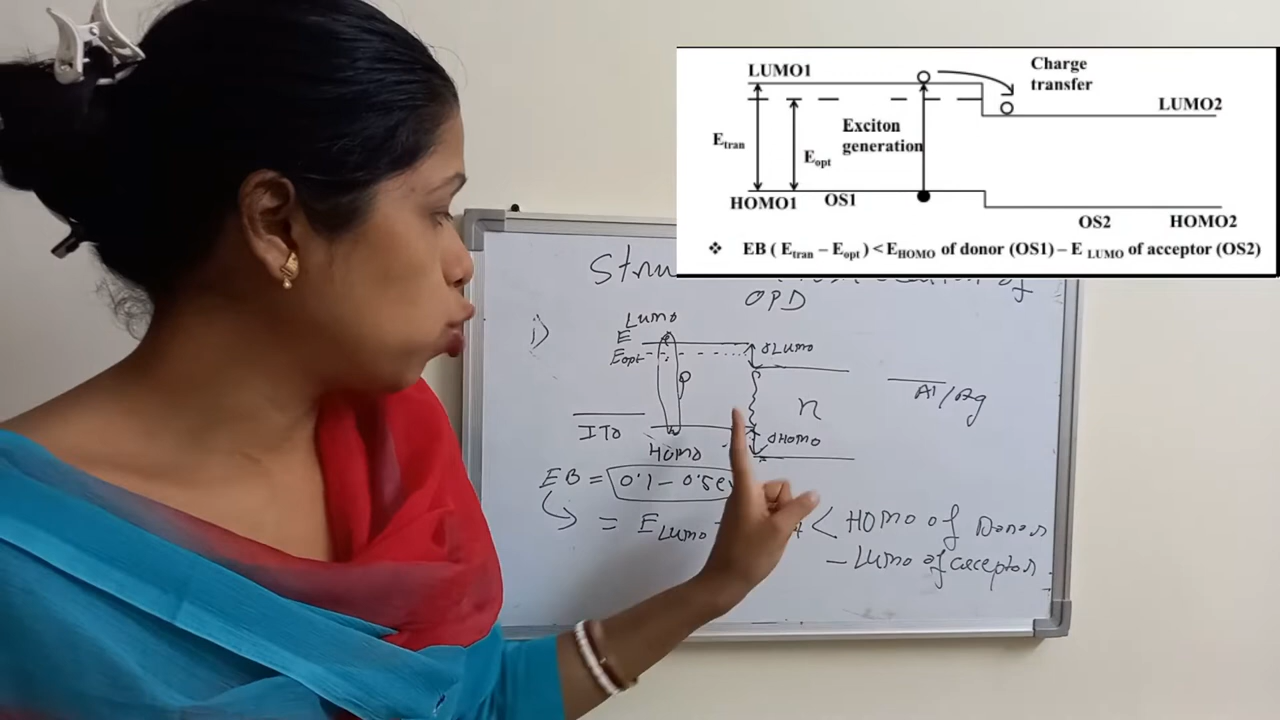 LUMO1
Charge
transfer
LUMO2
Exciton
generation
Etran
Eopt
HOMO1
OS1
OS2
HOMO2
❖ EB ( Etran – Eopt ) < EHOMO of donor (OS1) – E LUMO of acceptor (OS2)
OPD
i)
LUMO
E
Eopt
δLUMO
P
n
Al/Ag
ITO
δHOMO
HOMO
EB = 0.1 – 0.5e
= ELUMO
< HOMO of Donor
– LUMO of acceptor